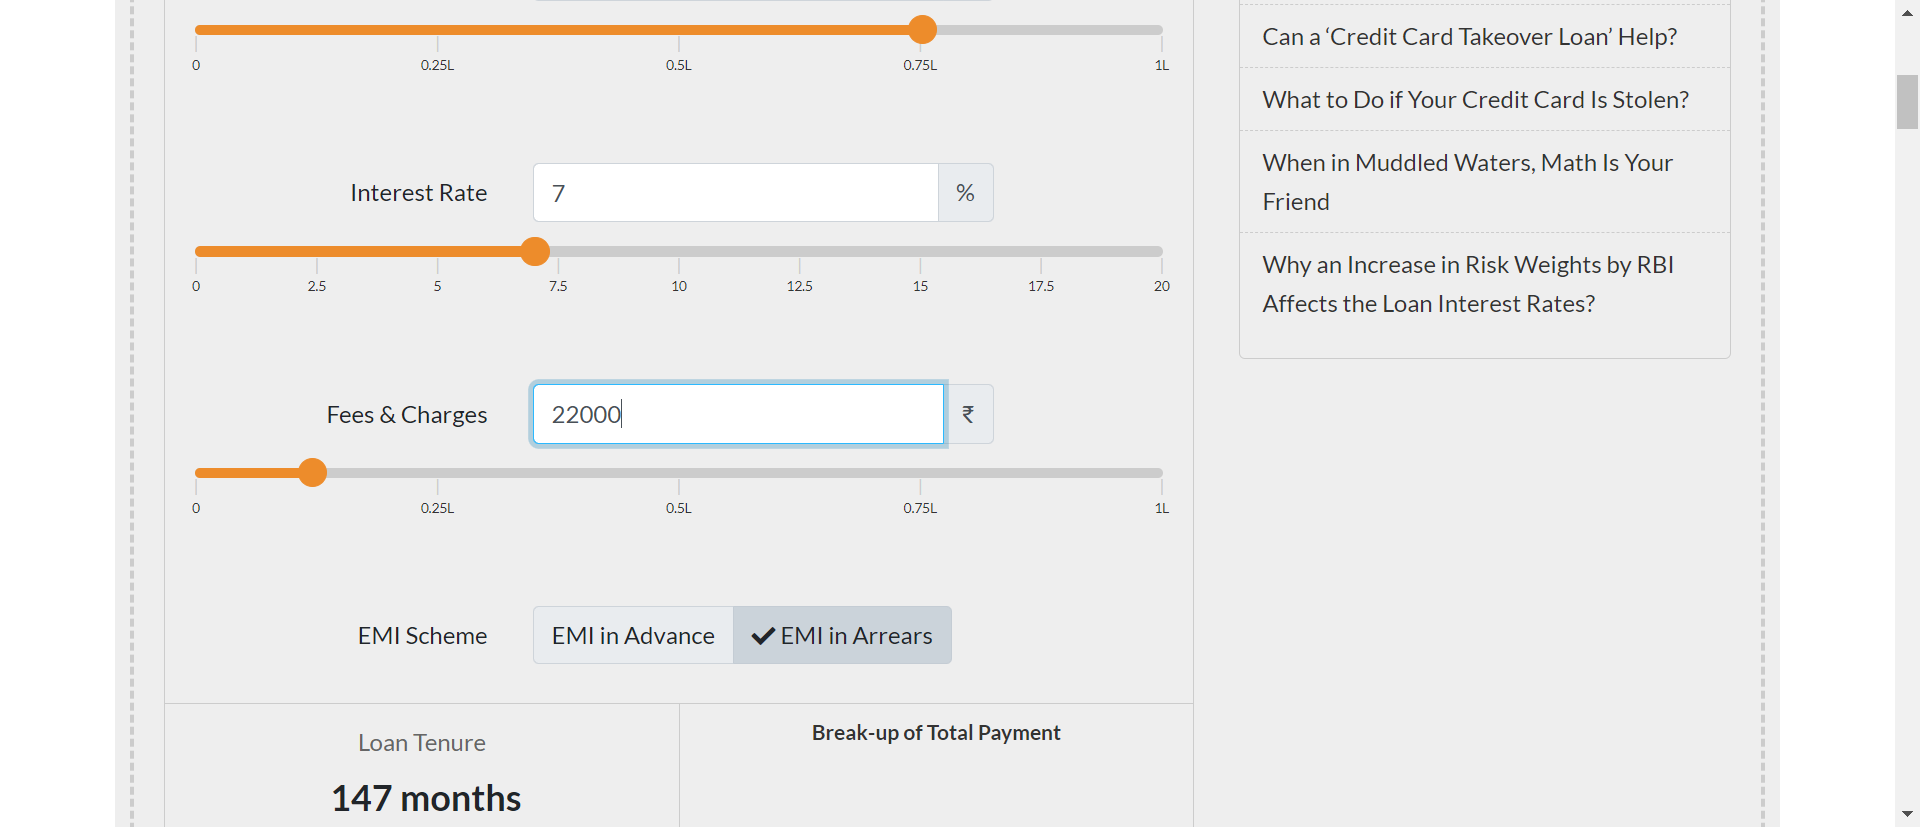 0 0.25L 0.5L 0.75L 1L
Interest Rate 7 %
0 2.5 5 7.5 10 12.5 15 17.5 20
Fees & Charges 22000 ₹
0 0.25L 0.5L 0.75L 1L
EMI Scheme EMI in Advance EMI in Arrears
Loan Tenure
147 months
Break-up of Total Payment
Can a ‘Credit Card Takeover Loan’ Help?
What to Do if Your Credit Card Is Stolen?
When in Muddled Waters, Math Is Your
Friend
Why an Increase in Risk Weights by RBI
Affects the Loan Interest Rates?